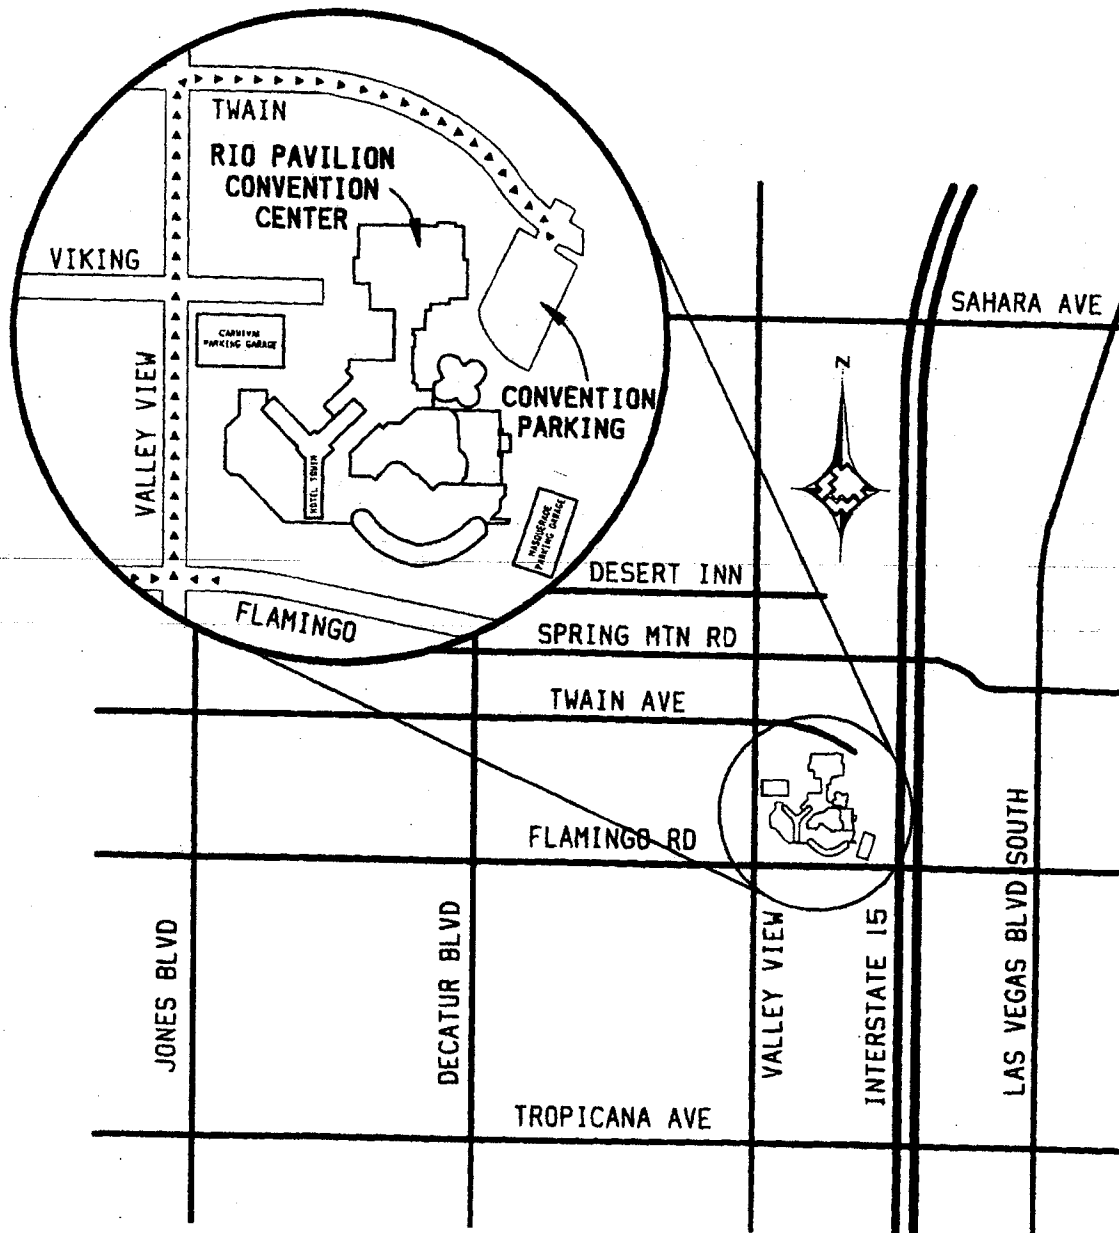 TWAIN
RIO PAVILION
CONVENTION
CENTER
VIKING
CARNIVAL
PARKING GARAGE
VALLEY VIEW
CONVENTION
PARKING
HOTEL TOWER
MASQUERADE
PARKING GARAGE
FLAMINGO
SAHARA AVE
N
DESERT INN
SPRING MTN RD
TWAIN AVE
FLAMINGO RD
JONES BLVD
DECATUR BLVD
VALLEY VIEW
INTERSTATE 15
LAS VEGAS BLVD SOUTH
TROPICANA AVE